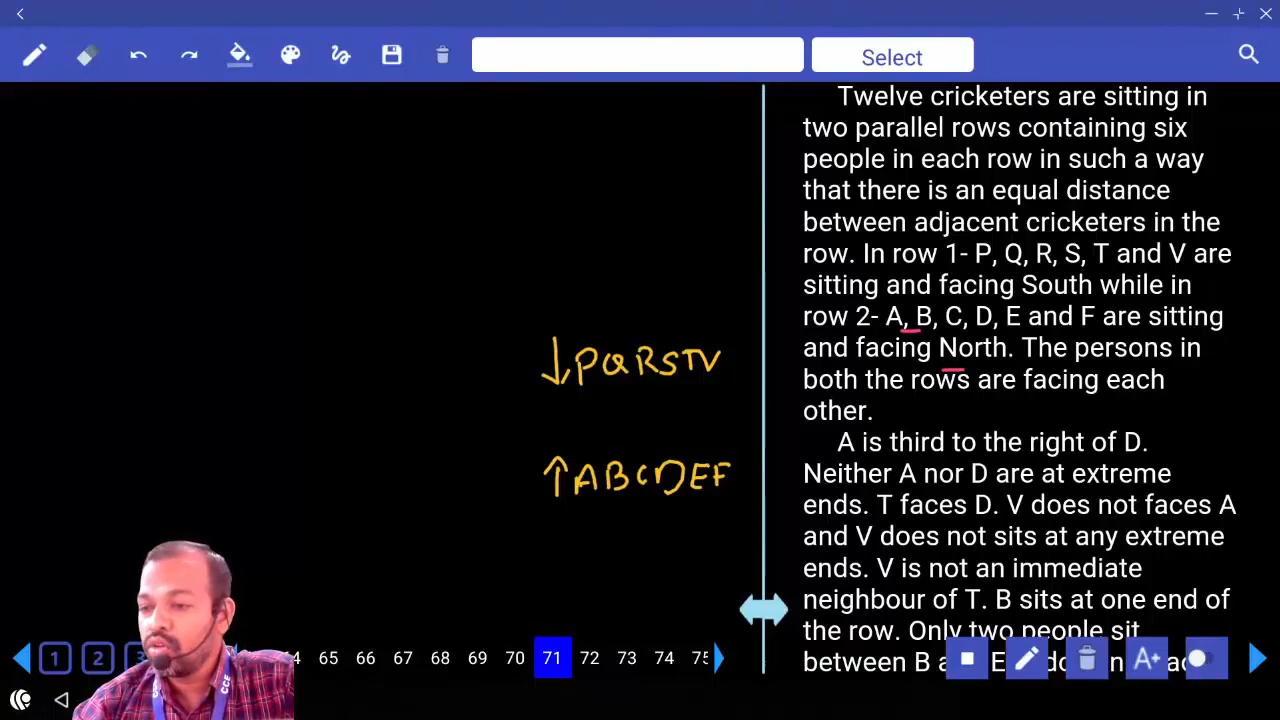 Select
Twelve cricketers are sitting in
two parallel rows containing six
people in each row in such a way
that there is an equal distance
between adjacent cricketers in the
row. In row 1- P, Q, R, S, T and V are
sitting and facing South while in
row 2- A, B, C, D, E and F are sitting
and facing North. The persons in
both the rows are facing each
other.
A is third to the right of D.
Neither A nor D are at extreme
ends. T faces D. V does not faces A
and V does not sits at any extreme
ends. V is not an immediate
neighbour of T. B sits at one end of
the row. Only two people sit
between B E
↓PQRSTV
↑ABCDEF
1 2 3 65 66 67 68 69 70 71 72 73 74 75
A+
CCE